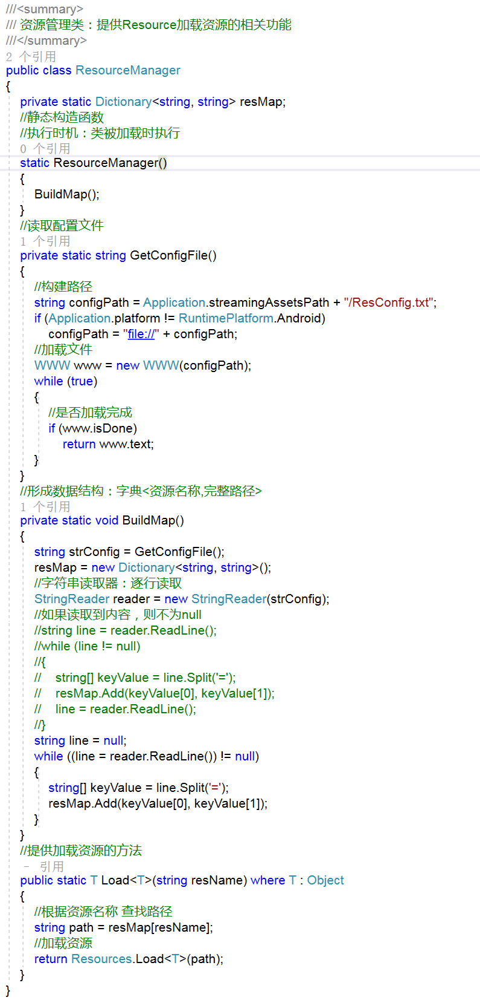 ///<summary>
/// 资源管理类：提供Resource加载资源的相关功能
///</summary>
2 个引用
public class ResourceManager
{
private static Dictionary<string, string> resMap;
//静态构造函数
//执行时机：类被加载时执行
0 个引用
static ResourceManager()
{
BuildMap();
}
//读取配置文件
1 个引用
private static string GetConfigFile()
{
//构建路径
string configPath = Application.streamingAssetsPath + "/ResConfig.txt";
if (Application.platform != RuntimePlatform.Android)
configPath = "file://" + configPath;
//加载文件
WWW www = new WWW(configPath);
while (true)
{
//是否加载完成
if (www.isDone)
return www.text;
}
}
//形成数据结构：字典<资源名称,完整路径>
1 个引用
private static void BuildMap()
{
string strConfig = GetConfigFile();
resMap = new Dictionary<string, string>();
//字符串读取器：逐行读取
StringReader reader = new StringReader(strConfig);
//如果读取到内容，则不为null
//string line = reader.ReadLine();
//while (line != null)
//{
//    string[] keyValue = line.Split('=');
//    resMap.Add(keyValue[0], keyValue[1]);
//    line = reader.ReadLine();
//}
string line = null;
while ((line = reader.ReadLine()) != null)
{
string[] keyValue = line.Split('=');
resMap.Add(keyValue[0], keyValue[1]);
}
}
//提供加载资源的方法
- 引用
public static T Load<T>(string resName) where T : Object
{
//根据资源名称 查找路径
string path = resMap[resName];
//加载资源
return Resources.Load<T>(path);
}
}